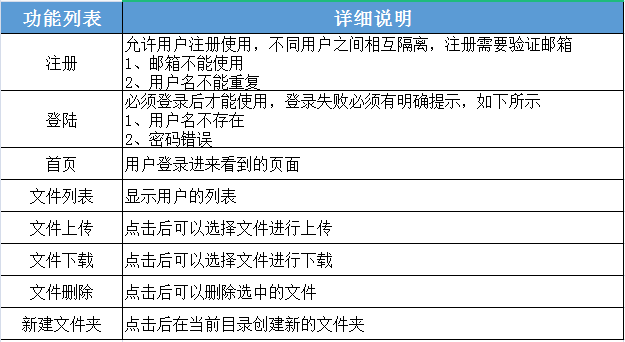 功能列表 详细说明
注册
允许用户注册使用，不同用户之间相互隔离，注册需要验证邮箱
1、邮箱不能使用
2、用户名不能重复
登陆
必须登录后才能使用，登录失败必须有明确提示，如下所示
1、用户名不存在
2、密码错误
首页 用户登录进来看到的页面
文件列表 显示用户的列表
文件上传 点击后可以选择文件进行上传
文件下载 点击后可以选择文件进行下载
文件删除 点击后可以删除选中的文件
新建文件夹 点击后在当前目录创建新的文件夹